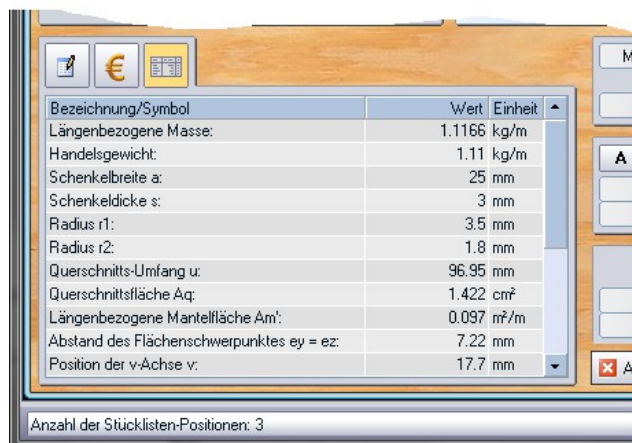 €
M
Bezeichnung/Symbol Wert Einheit
Längenbezogene Masse: 1.1166 kg/m
Handelsgewicht: 1.11 kg/m
A
Schenkelbreite a: 25 mm
Schenkeldicke s: 3 mm
Radius r1: 3.5 mm
Radius r2: 1.8 mm
Querschnitts-Umfang u: 96.95 mm
Querschnittsfläche Aq: 1.422 cm²
Längenbezogene Mantelfläche Am': 0.097 m²/m
Abstand des Flächenschwerpunktes ey = ez: 7.22 mm
Position der v-Achse v: 17.7 mm
A
Anzahl der Stücklisten-Positionen: 3